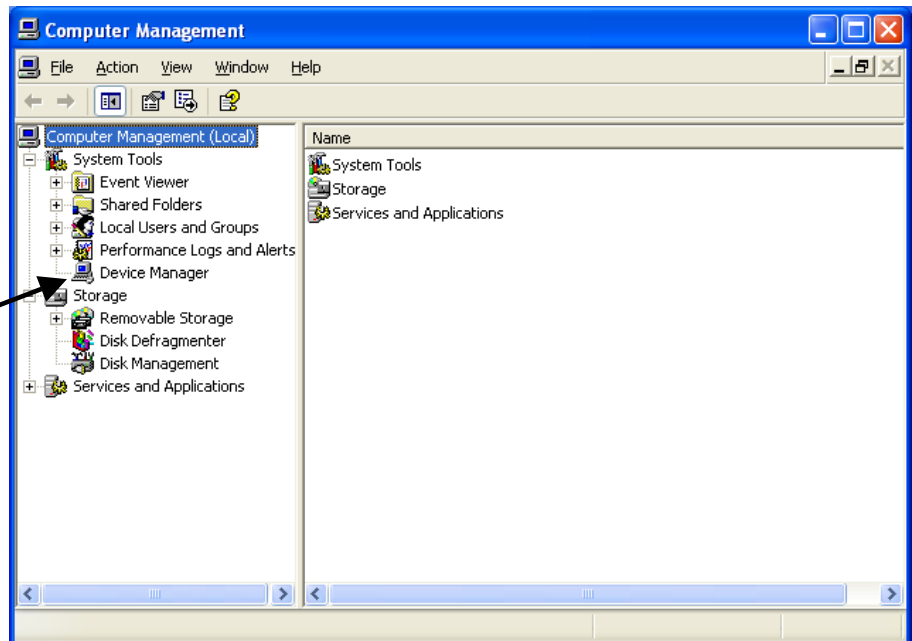 Computer Management
File Action View Window Help
Computer Management (Local)
System Tools
Event Viewer
Shared Folders
Local Users and Groups
Performance Logs and Alerts
Device Manager
Storage
Removable Storage
Disk Defragmenter
Disk Management
Services and Applications
Name
System Tools
Storage
Services and Applications